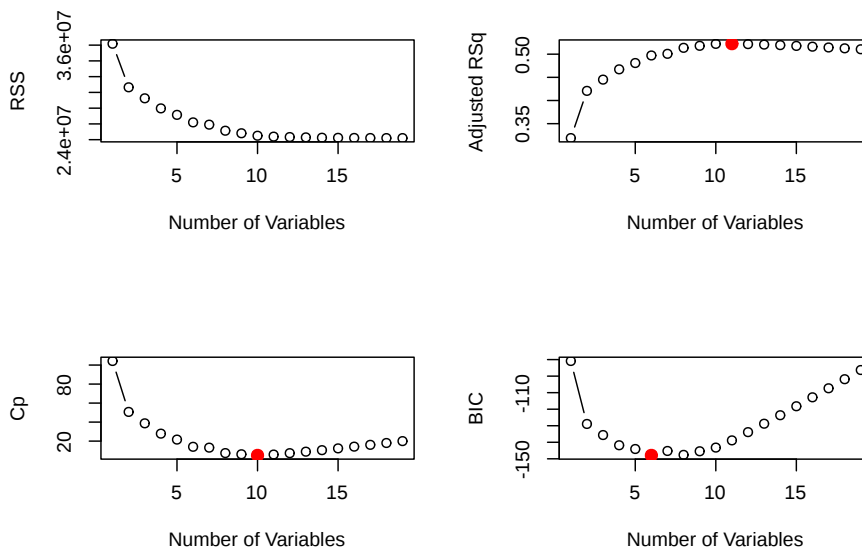 RSS
3.6e+07
2.4e+07
5 10 15
Number of Variables
Adjusted RSq
0.50
0.35
5 10 15
Number of Variables
Cp
80
20
5 10 15
Number of Variables
BIC
-110
-150
5 10 15
Number of Variables